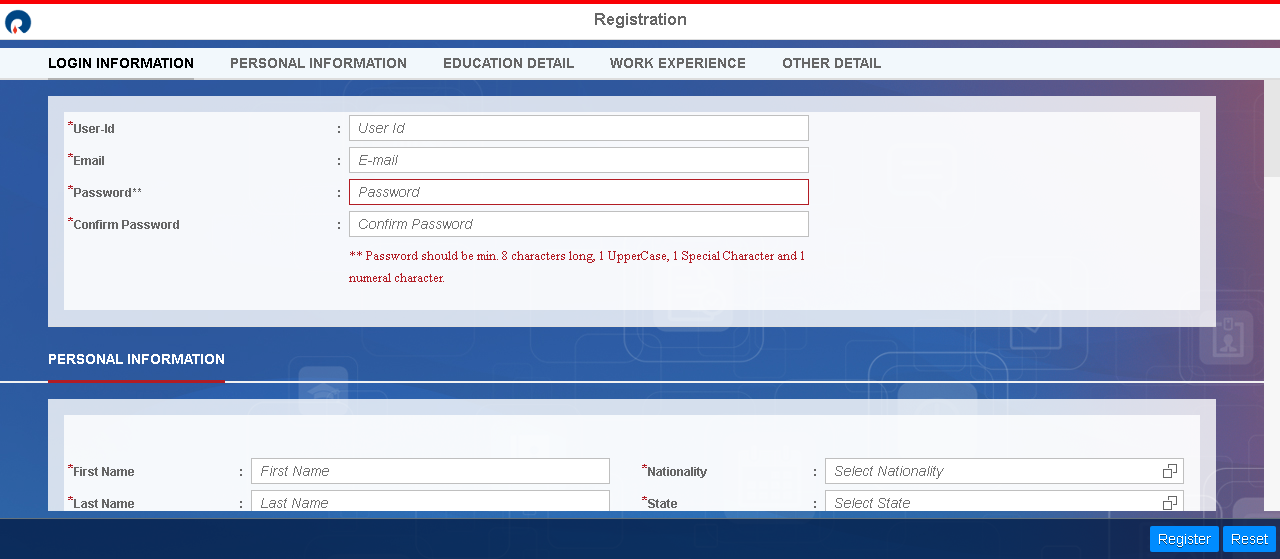 Registration
LOGIN INFORMATION PERSONAL INFORMATION EDUCATION DETAIL WORK EXPERIENCE OTHER DETAIL
*User-Id : User Id
*Email : E-mail
*Password** : Password
*Confirm Password : Confirm Password
** Password should be min. 8 characters long, 1 UpperCase, 1 Special Character and 1
numeral character.
PERSONAL INFORMATION
*First Name : First Name *Nationality : Select Nationality
*Last Name : Last Name *State : Select State
Register Reset